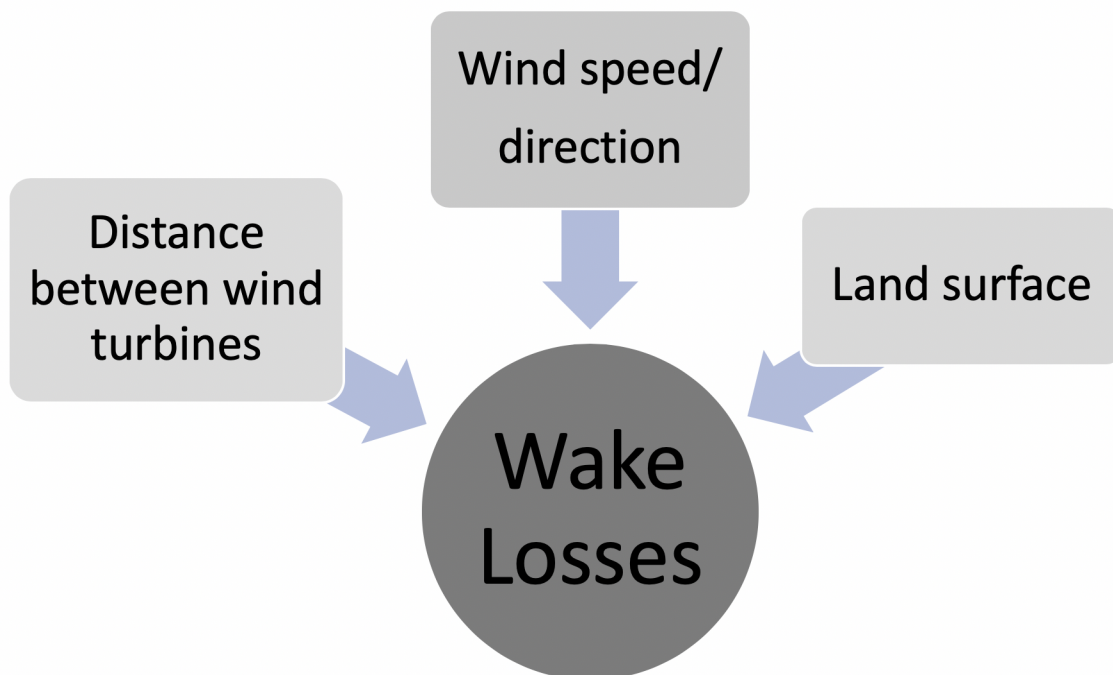 Wind speed/
direction
Distance
between wind
turbines
Land surface
Wake
Losses